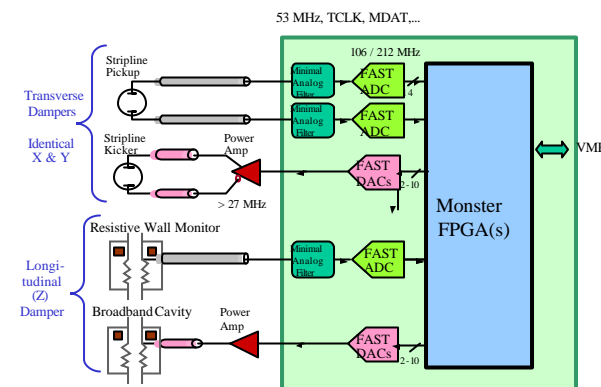 53 MHz, TCLK, MDAT,...
106 / 212 MHz
Stripline
Pickup
Minimal
Analog
Filter
FAST
ADC
4
Transverse
Dampers
Identical
X & Y
Minimal
Analog
Filter
FAST
ADC
VME
Stripline
Kicker
Power
Amp
FAST
DACs
2-10
> 27 MHz
Monster
FPGA(s)
Resistive Wall Monitor
Minimal
Analog
Filter
FAST
ADC
Longi-
tudinal
(Z)
Damper
Broadband Cavity
Power
Amp
FAST
DACs
2-10